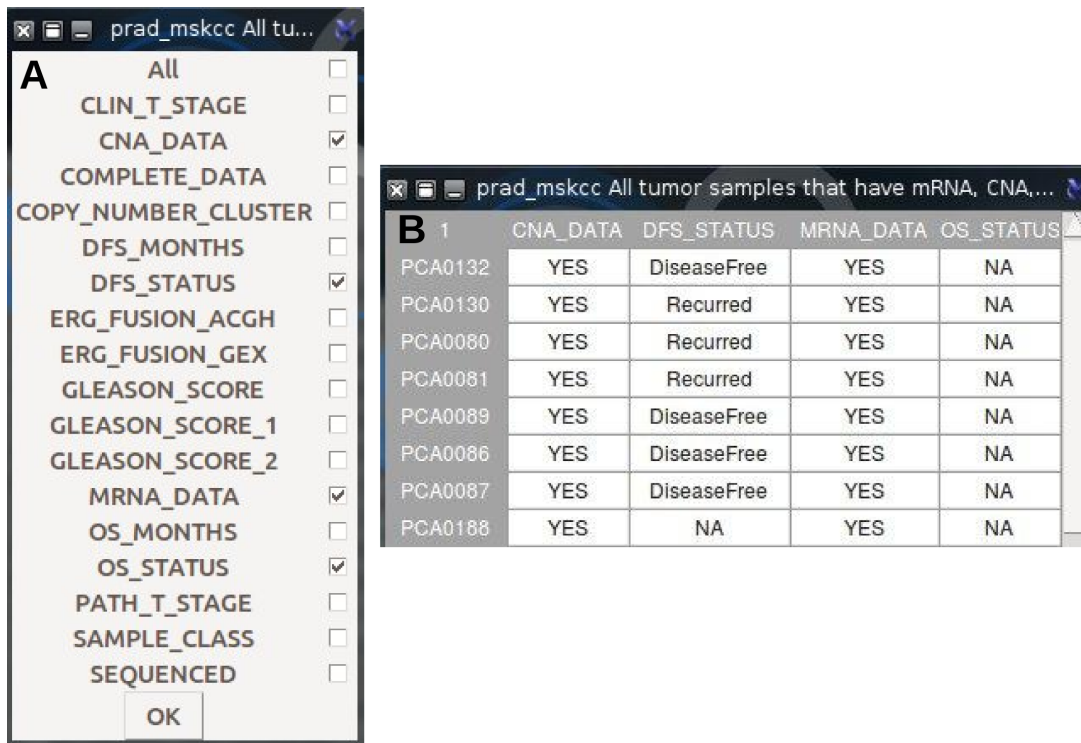 prad_mskcc All tu...
A
All
CLIN_T_STAGE
CNA_DATA
COMPLETE_DATA
COPY_NUMBER_CLUSTER
DFS_MONTHS
DFS_STATUS
ERG_FUSION_ACGH
ERG_FUSION_GEX
GLEASON_SCORE
GLEASON_SCORE_1
GLEASON_SCORE_2
MRNA_DATA
OS_MONTHS
OS_STATUS
PATH_T_STAGE
SAMPLE_CLASS
SEQUENCED
OK
prad_mskcc All tumor samples that have mRNA, CNA,...
B
1 CNA_DATA DFS_STATUS MRNA_DATA OS_STATUS
PCA0132 YES DiseaseFree YES NA
PCA0130 YES Recurred YES NA
PCA0080 YES Recurred YES NA
PCA0081 YES Recurred YES NA
PCA0089 YES DiseaseFree YES NA
PCA0086 YES DiseaseFree YES NA
PCA0087 YES DiseaseFree YES NA
PCA0188 YES NA YES NA